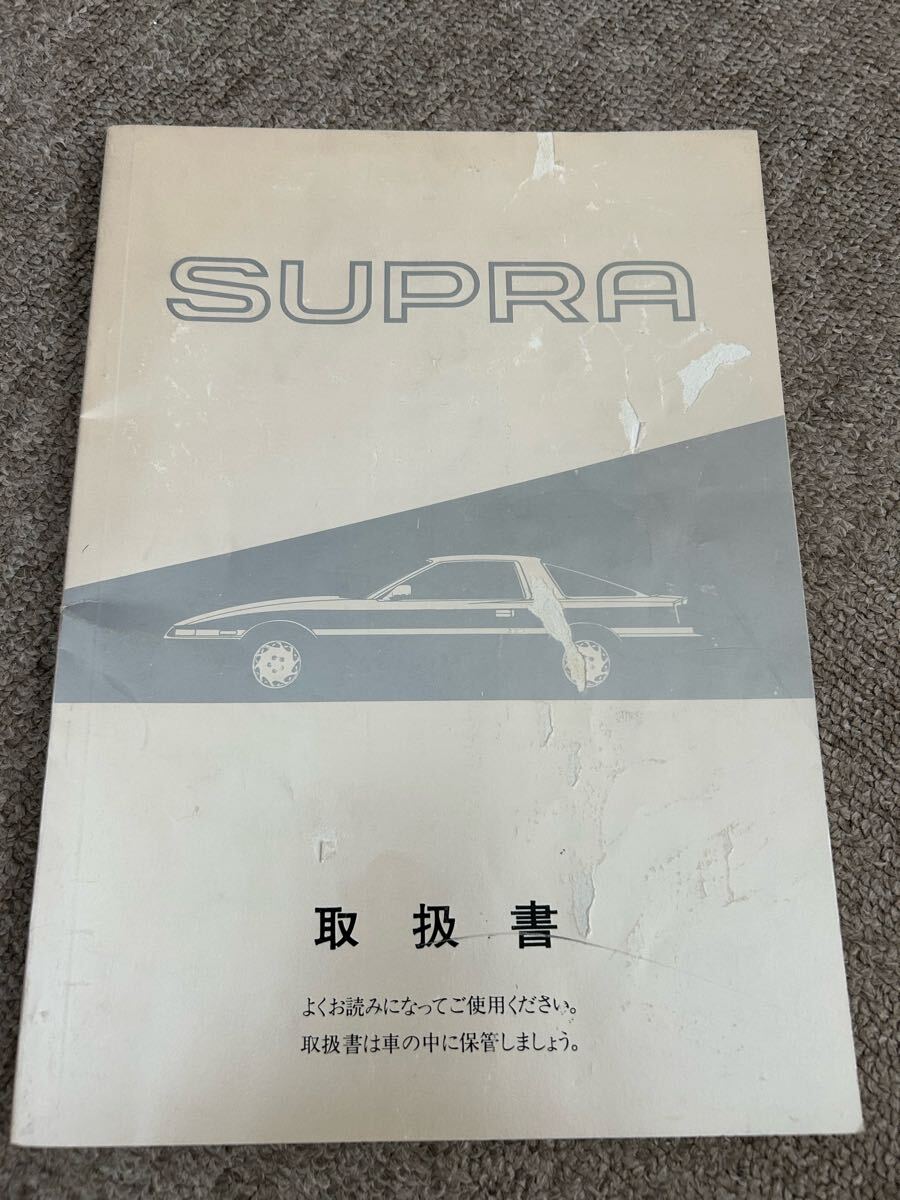 SUPRA
取扱書
よくお読みになってご使用ください。
取扱書は車の中に保管しましょう。